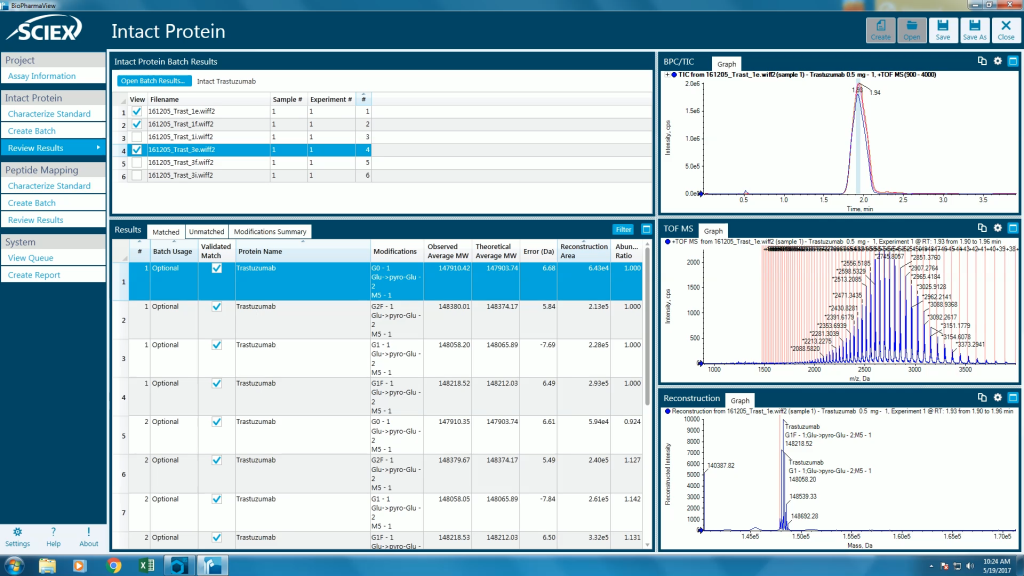 BioPharmaView
SCIEX
Intact Protein
Create
Open
Save
Save As
Close
Project
Assay Information
Intact Protein
Characterize Standard
Create Batch
Review Results
Peptide Mapping
Characterize Standard
Create Batch
Review Results
System
View Queue
Create Report
Settings
Help
About
Intact Protein Batch Results
Open Batch Results... Intact Trastuzumab
View Filename Sample # Experiment # #
1 161205_Trast_1e.wiff2 1 1 1
2 161205_Trast_1f.wiff2 1 1 2
3 161205_Trast_1i.wiff2 1 1 3
4 161205_Trast_3e.wiff2 1 1 4
5 161205_Trast_3f.wiff2 1 1 5
6 161205_Trast_3i.wiff2 1 1 6
Results Matched Unmatched Modifications Summary Filter
# Batch Usage Validated Match Protein Name Modifications Observed Average MW Theoretical Average MW Error (Da) Reconstruction Area Abun... Ratio
1 1 Optional Trastuzumab G0 - 1 Glu->pyro-Glu - 2 M5 - 1 147910.42 147903.74 6.68 6.43e4 1.000
2 1 Optional Trastuzumab G2F - 1 Glu->pyro-Glu - 2 M5 - 1 148380.01 148374.17 5.84 2.13e5 1.000
3 1 Optional Trastuzumab G1 - 1 Glu->pyro-Glu - 2 M5 - 1 148058.20 148065.89 -7.69 2.28e5 1.000
4 1 Optional Trastuzumab G1F - 1 Glu->pyro-Glu - 2 M5 - 1 148218.52 148212.03 6.49 2.93e5 1.000
5 2 Optional Trastuzumab G0 - 1 Glu->pyro-Glu - 2 M5 - 1 147910.35 147903.74 6.61 5.94e4 0.924
6 2 Optional Trastuzumab G2F - 1 Glu->pyro-Glu - 2 M5 - 1 148379.67 148374.17 5.49 2.40e5 1.127
7 2 Optional Trastuzumab G1 - 1 Glu->pyro-Glu - 2 M5 - 1 148058.05 148065.89 -7.84 2.61e5 1.142
2 Optional Trastuzumab G1F - 1 Glu->pyro-Glu - 148218.53 148212.03 6.50 3.32e5 1.131
BPC/TIC Graph
TIC from 161205_Trast_1e.wiff2 (sample 1) - Trastuzumab 0.5 mg - 1, +TOF MS (900 - 4000)
Intensity, cps
2.0e6
1.5e6
1.0e6
5.0e5
0.0e0
1.93
1.94
0.5 1.0 1.5 2.0 2.5 3.0 3.5
Time, min
TOF MS Graph
+TOF MS from 161205_Trast_1e.wiff2 (sample 1) - Trastuzumab 0.5 mg - 1, Experiment 1 @ RT: 1.93 from 1.90 to 1.96 min
Intensity, cps
2000
1500
1000
500
0
45+44+43+42+41+40+39+38+
*2745.8057
*2851.3760
*2556.5185
*2598.5329
*2907.2764
*2513.2085
*2965.4184
*3025.9128
*2471.3435
*2962.2141
*2430.8281
*3088.9368
*2391.6179
*3092.2617
*2353.6939
*3151.1779
*2281.3039
*3154.6078
*2213.2275
*3373.2941
*2088.5820
1000 1500 2000 2500 3000 3500
m/z, Da
Reconstruction Graph
Reconstruction from 161205_Trast_1e.wiff2 (sample 1) - Trastuzumab 0.5 mg - 1, Experiment 1 @ RT: 1.93 from 1.90 to 1.96 min
Reconstructed Intensity
10000
9000
8000
7000
6000
5000
4000
3000
2000
1000
0
Trastuzumab
G1F - 1;Glu->pyro-Glu - 2;M5 - 1
148218.52
140387.82
Trastuzumab
G1 - 1;Glu->pyro-Glu - 2;M5 - 1
148058.20
148539.33
148692.28
1.45e5 1.50e5 1.55e5 1.60e5 1.65e5 1.70e5
Mass, Da
10:24 AM
5/19/2017